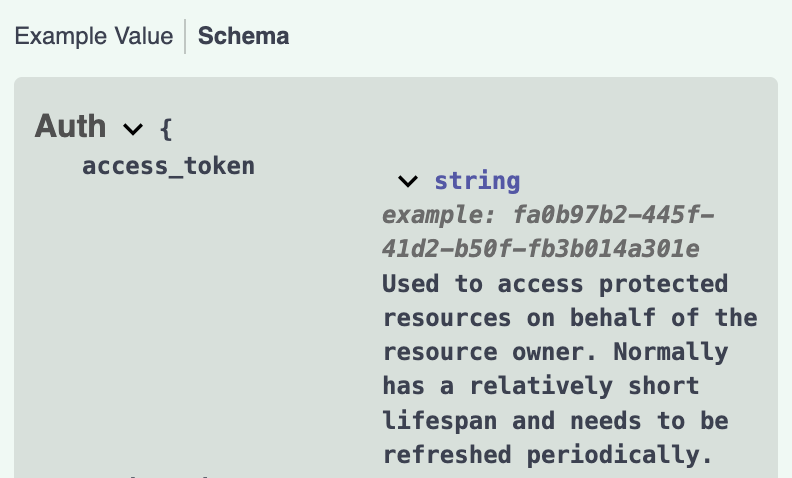 Example Value | Schema
Auth {
access_token
string
example: fa0b97b2-445f-
41d2-b50f-fb3b014a301e
Used to access protected
resources on behalf of the
resource owner. Normally
has a relatively short
lifespan and needs to be
refreshed periodically.